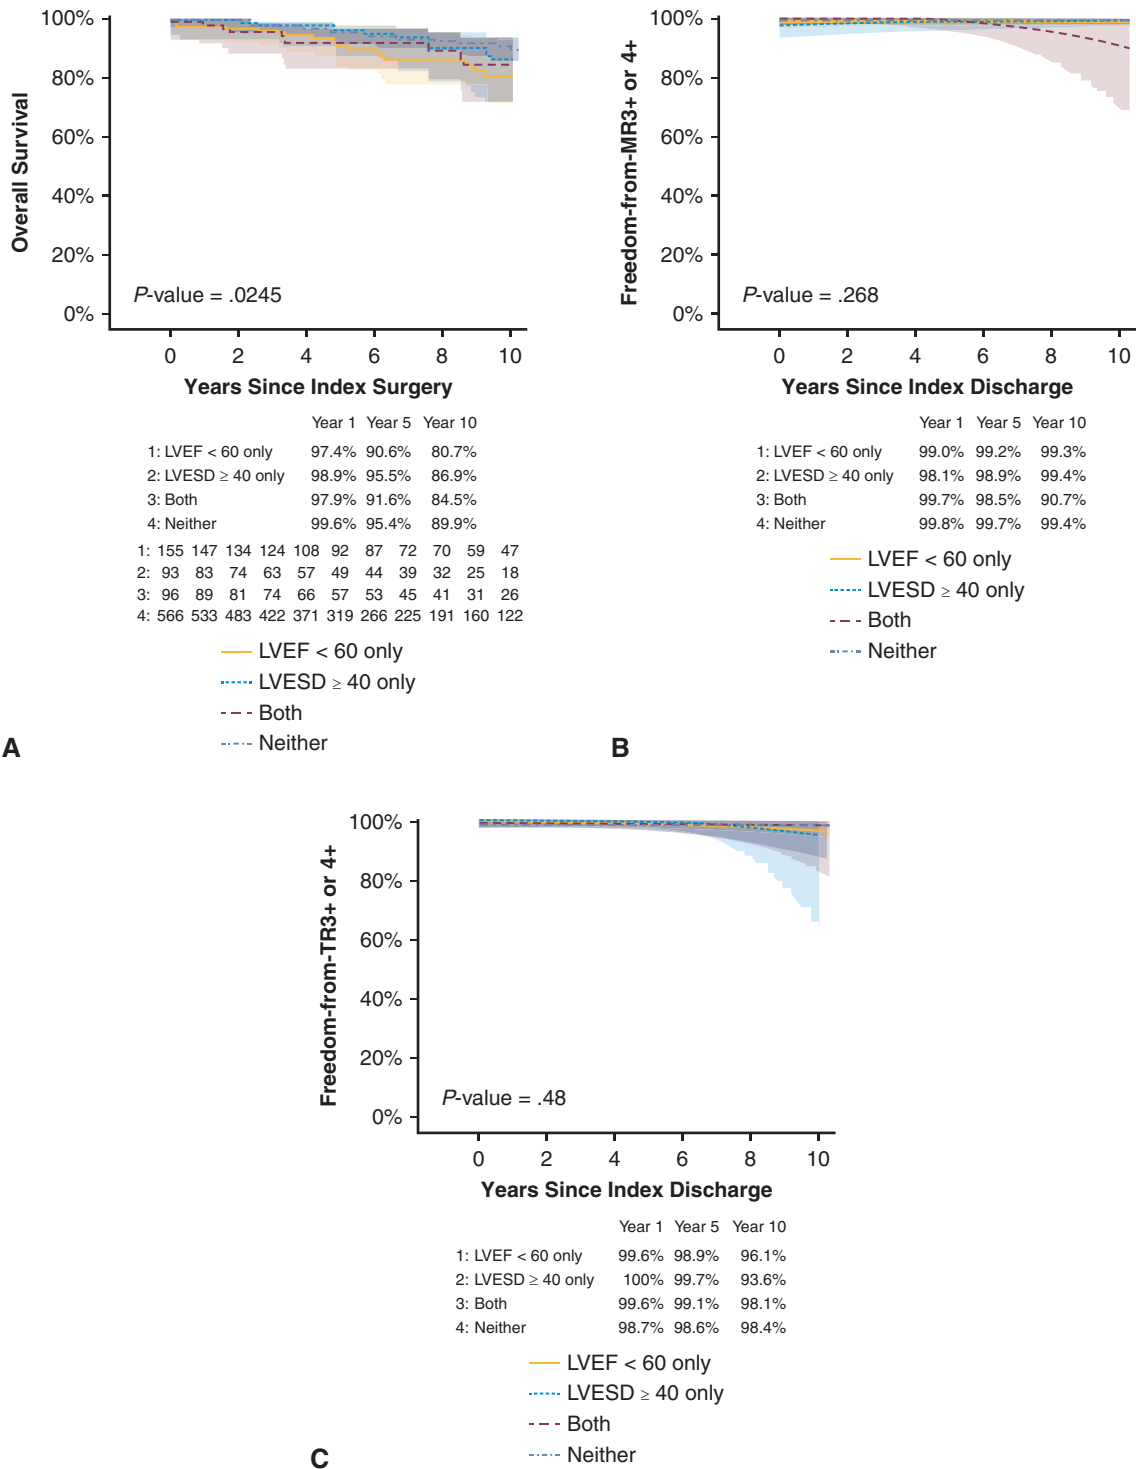 100%
80%
60%
40%
20%
0%
Overall Survival
P-value = .0245
0 2 4 6 8 10
Years Since Index Surgery
Year 1 Year 5 Year 10
1: LVEF < 60 only 97.4% 90.6% 80.7%
2: LVESD ≥ 40 only 98.9% 95.5% 86.9%
3: Both 97.9% 91.6% 84.5%
4: Neither 99.6% 95.4% 89.9%
1: 155 147 134 124 108 92 87 72 70 59 47
2: 93 83 74 63 57 49 44 39 32 25 18
3: 96 89 81 74 66 57 53 45 41 31 26
4: 566 533 483 422 371 319 266 225 191 160 122
LVEF < 60 only
LVESD ≥ 40 only
Both
Neither
A
100%
80%
60%
40%
20%
0%
Freedom-from-MR3+ or 4+
P-value = .268
0 2 4 6 8 10
Years Since Index Discharge
Year 1 Year 5 Year 10
1: LVEF < 60 only 99.0% 99.2% 99.3%
2: LVESD ≥ 40 only 98.1% 98.9% 99.4%
3: Both 99.7% 98.5% 90.7%
4: Neither 99.8% 99.7% 99.4%
LVEF < 60 only
LVESD ≥ 40 only
Both
Neither
B
100%
80%
60%
40%
20%
0%
Freedom-from-TR3+ or 4+
P-value = .48
0 2 4 6 8 10
Years Since Index Discharge
Year 1 Year 5 Year 10
1: LVEF < 60 only 99.6% 98.9% 96.1%
2: LVESD ≥ 40 only 100% 99.7% 93.6%
3: Both 99.6% 99.1% 98.1%
4: Neither 98.7% 98.6% 98.4%
LVEF < 60 only
LVESD ≥ 40 only
Both
Neither
C